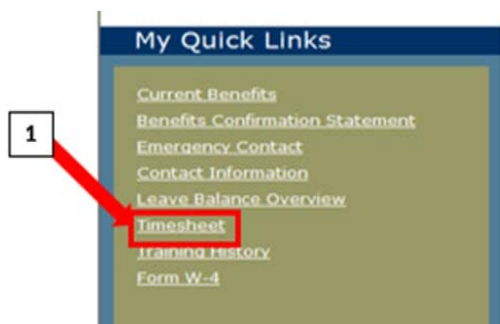 My Quick Links
Current Benefits
Benefits Confirmation Statement
1
Emergency Contact
Contact Information
Leave Balance Overview
Timesheet
Training History
Form W-4